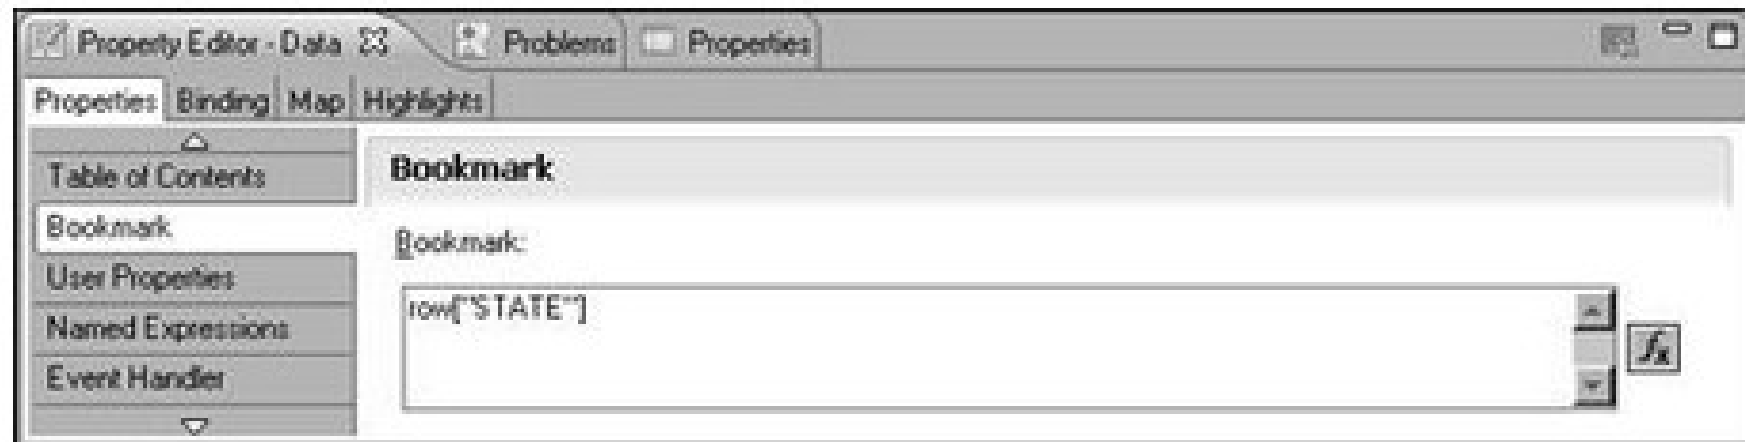 Property Editor - Data Problems Properties
Properties Binding Map Highlights
Table of Contents
Bookmark
User Properties
Named Expressions
Event Handler
Bookmark
Bookmark:
row["STATE"]
fx